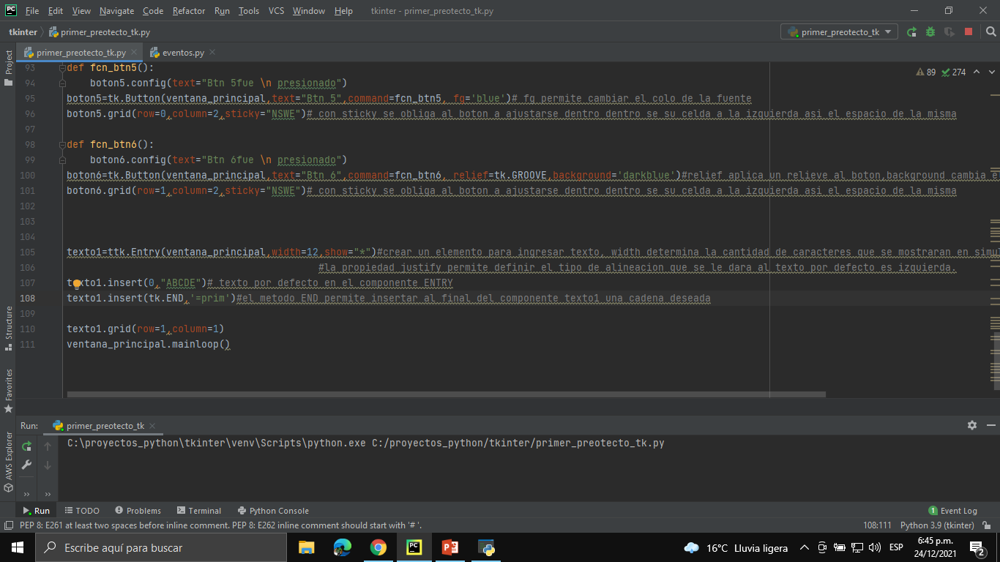 File Edit View Navigate Code Refactor Run Tools VCS Window Help tkinter - primer_preotecto_tk.py
tkinter primer_preotecto_tk.py primer_preotecto_tk
primer_preotecto_tk.py eventos.py
Project
Structure
Favorites
AWS Explorer
89 274
93 def fcn_btn5():
94 boton5.config(text="Btn 5fue \n presionado")
95 boton5=tk.Button(ventana_principal,text="Btn 5",command=fcn_btn5, fg='blue')# fg permite cambiar el colo de la fuente
96 boton5.grid(row=0,column=2,sticky="NSWE")# con sticky se obliga al boton a ajustarse dentro dentro se su celda a la izquierda asi el espacio de la misma
97
98 def fcn_btn6():
99 boton6.config(text="Btn 6fue \n presionado")
100 boton6=tk.Button(ventana_principal,text="Btn 6",command=fcn_btn6, relief=tk.GROOVE,background='darkblue')#relief aplica un relieve al boton,background cambia e
101 boton6.grid(row=1,column=2,sticky="NSWE")# con sticky se obliga al boton a ajustarse dentro dentro se su celda a la izquierda asi el espacio de la misma
102
103
104
105 texto1=ttk.Entry(ventana_principal,width=12,show="*")#crear un elemento para ingresar texto, width determina la cantidad de caracteres que se mostraran en simul
106 #la propiedad justify permite definir el tipo de alineacion que se le dara al texto por defecto es izquierda.
107 texto1.insert(0,"ABCDE")# texto por defecto en el componente ENTRY
108 texto1.insert(tk.END,'=prim')#el metodo END permite insertar al final del componente texto1 una cadena deseada
109
110 texto1.grid(row=1,column=1)
111 ventana_principal.mainloop()
Run: primer_preotecto_tk
C:\proyectos_python\tkinter\venv\Scripts\python.exe C:/proyectos_python/tkinter/primer_preotecto_tk.py
Run TODO Problems Terminal Python Console 1 Event Log
PEP 8: E261 at least two spaces before inline comment. PEP 8: E262 inline comment should start with '# '. 108:111 Python 3.9 (tkinter)
Escribe aquí para buscar 16°C Lluvia ligera ESP 6:45 p.m.
24/12/2021 2